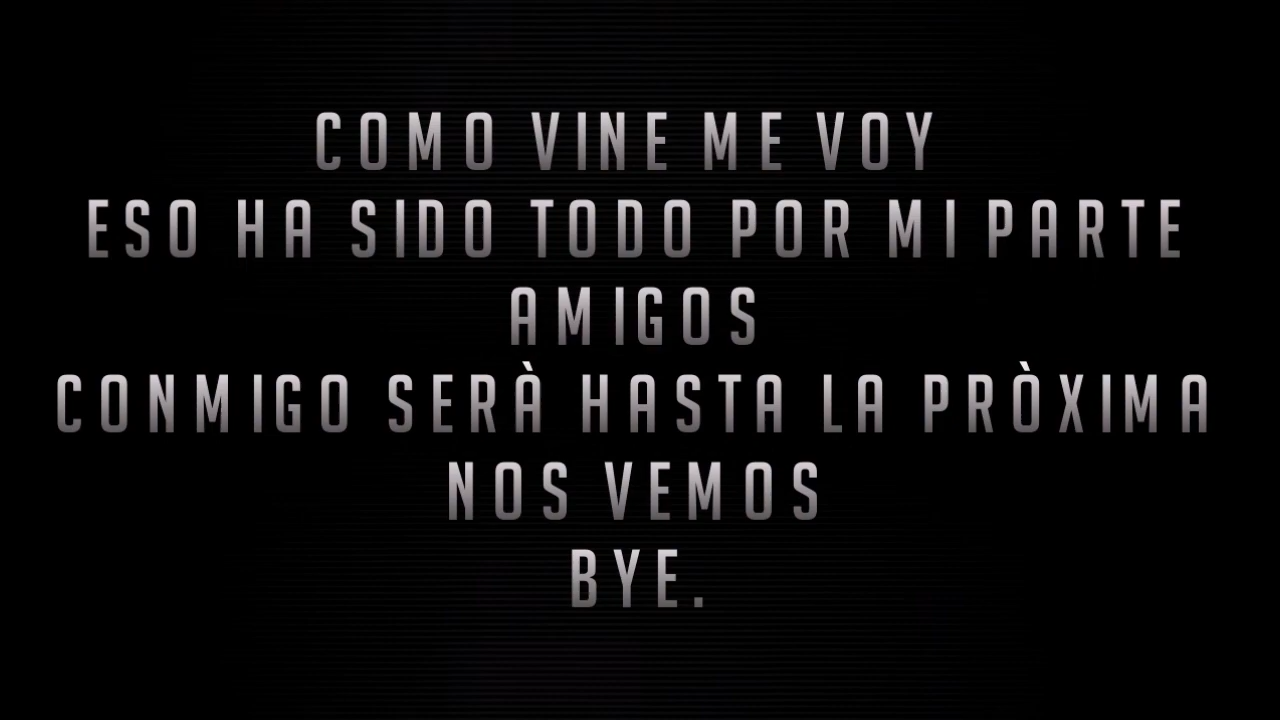 COMO VINE ME VOY
ESO HA SIDO TODO POR MI PARTE
AMIGOS
CONMIGO SERÀ HASTA LA PRÒXIMA
NOS VEMOS
BYE.